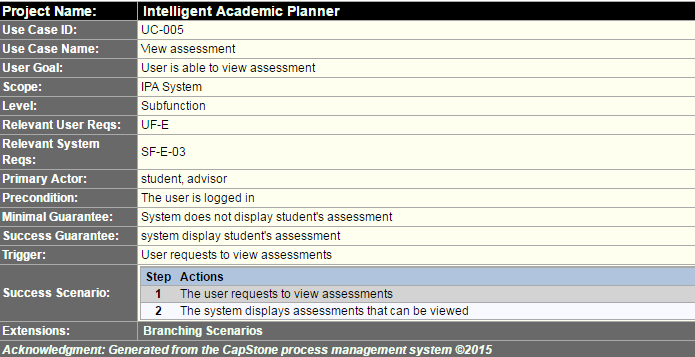 Project Name: Intelligent Academic Planner
Use Case ID: UC-005
Use Case Name: View assessment
User Goal: User is able to view assessment
Scope: IPA System
Level: Subfunction
Relevant User Reqs: UF-E
Relevant System Reqs: SF-E-03
Primary Actor: student, advisor
Precondition: The user is logged in
Minimal Guarantee: System does not display student's assessment
Success Guarantee: system display student's assessment
Trigger: User requests to view assessments
Success Scenario:
Step Actions
1 The user requests to view assessments
2 The system displays assessments that can be viewed
Extensions: Branching Scenarios
Acknowledgment: Generated from the CapStone process management system ©2015